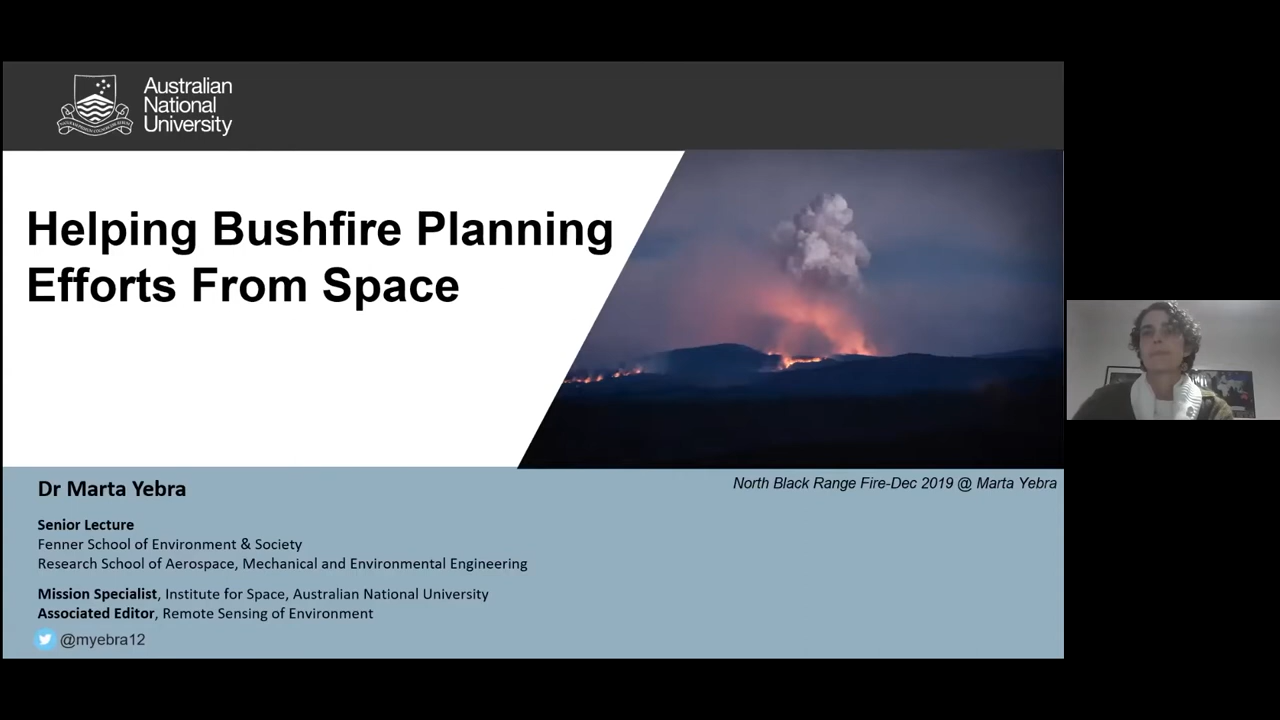 Australian
National
University
Helping Bushfire Planning
Efforts From Space
Dr Marta Yebra
North Black Range Fire-Dec 2019 @ Marta Yebra
Senior Lecture
Fenner School of Environment & Society
Research School of Aerospace, Mechanical and Environmental Engineering
Mission Specialist, Institute for Space, Australian National University
Associated Editor, Remote Sensing of Environment
@myebra12